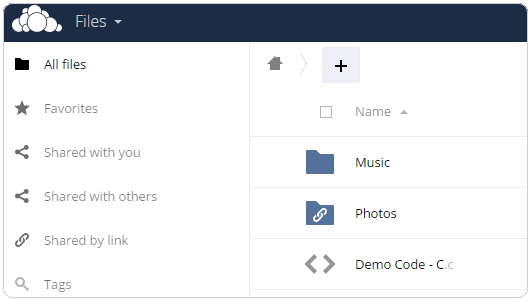 Files
All files
Favorites
Shared with you
Shared with others
Shared by link
Tags
Name
Music
Photos
Demo Code - C.c